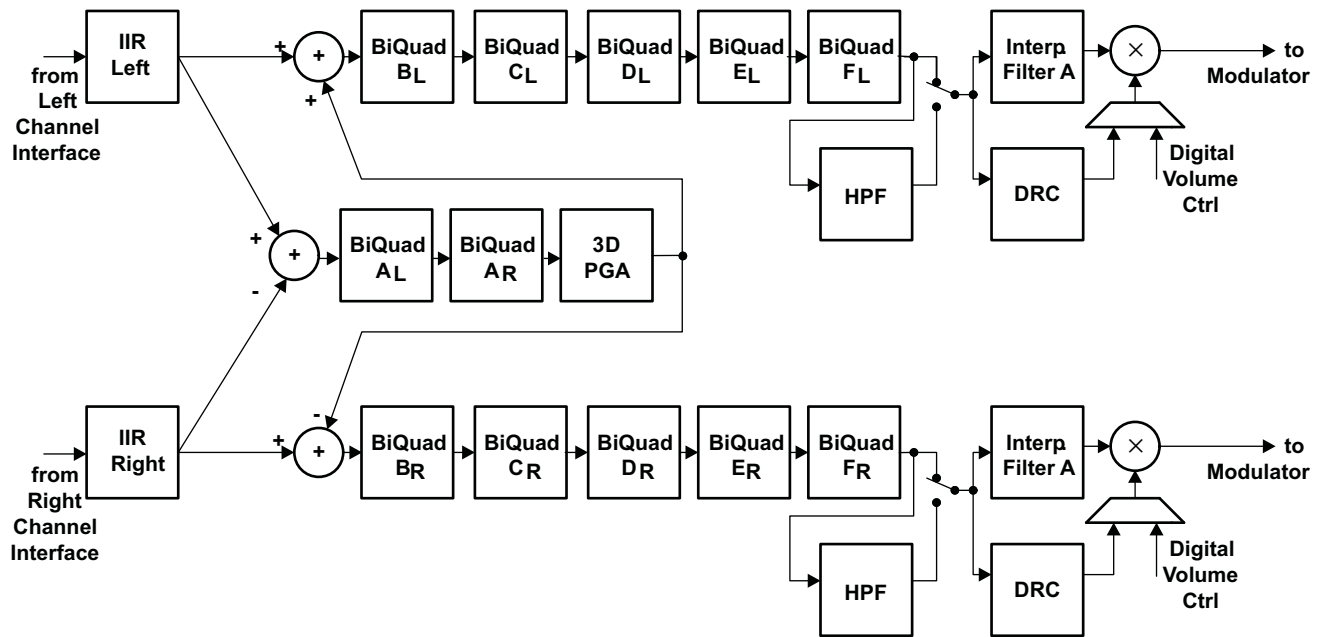 IIR
Left
from
Left
Channel
Interface
+
+
+
BiQuad
BL
BiQuad
CL
BiQuad
DL
BiQuad
EL
BiQuad
FL
HPF
Interp.
Filter A
DRC
×
to
Modulator
Digital
Volume
Ctrl
+
-
+
BiQuad
AL
BiQuad
AR
3D
PGA
IIR
Right
from
Right
Channel
Interface
+
-
+
BiQuad
BR
BiQuad
CR
BiQuad
DR
BiQuad
ER
BiQuad
FR
HPF
Interp.
Filter A
DRC
×
to
Modulator
Digital
Volume
Ctrl